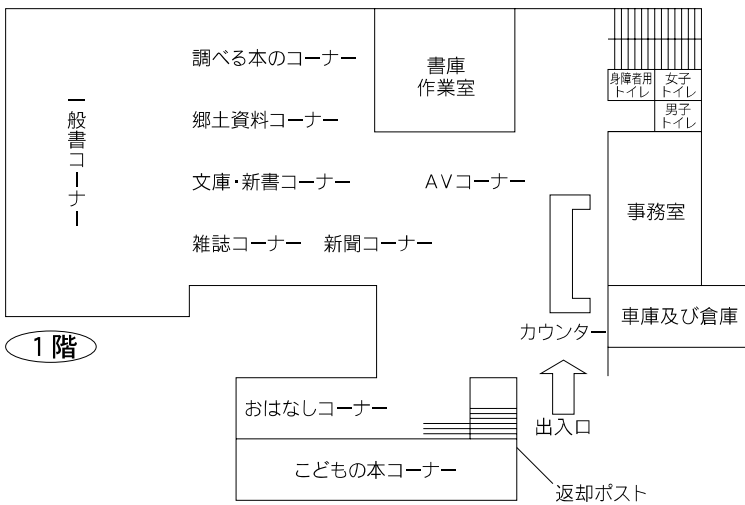 調べる本のコーナー
書庫
作業室
身障者用
トイレ
女子
トイレ
男子
トイレ
一般書コーナー
郷土資料コーナー
文庫・新書コーナー
AVコーナー
事務室
雑誌コーナー
新聞コーナー
カウンター
車庫及び倉庫
1階
おはなしコーナー
出入口
こどもの本コーナー
返却ポスト